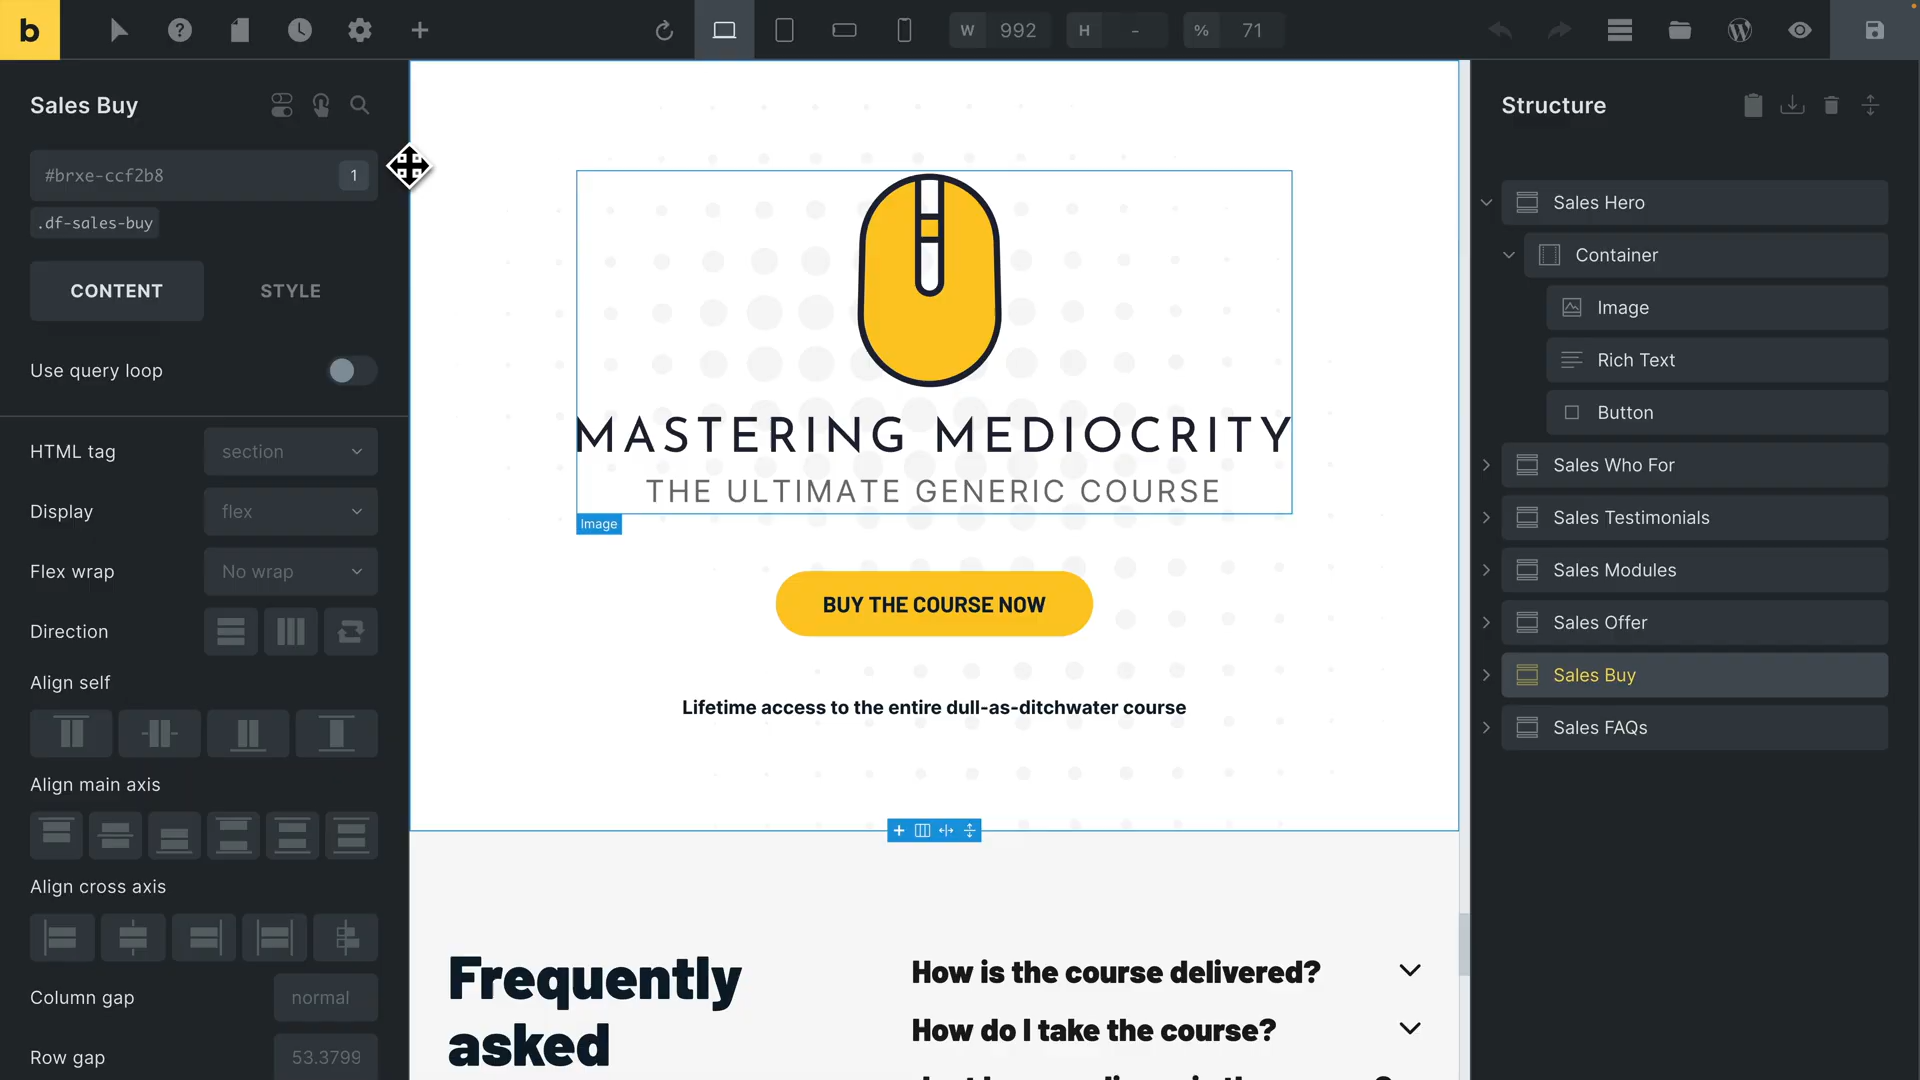 b
W 992
H -
% 71
Sales Buy
#brxe-ccf2b8
1
.df-sales-buy
CONTENT
STYLE
Use query loop
HTML tag
section
Display
flex
Flex wrap
No wrap
Direction
Align self
Align main axis
Align cross axis
Column gap
normal
Row gap
53.3799
MASTERING MEDIOCRITY
THE ULTIMATE GENERIC COURSE
Image
BUY THE COURSE NOW
Lifetime access to the entire dull-as-ditchwater course
Frequently
asked
How is the course delivered?
How do I take the course?
Structure
Sales Hero
Container
Image
Rich Text
Button
Sales Who For
Sales Testimonials
Sales Modules
Sales Offer
Sales Buy
Sales FAQs